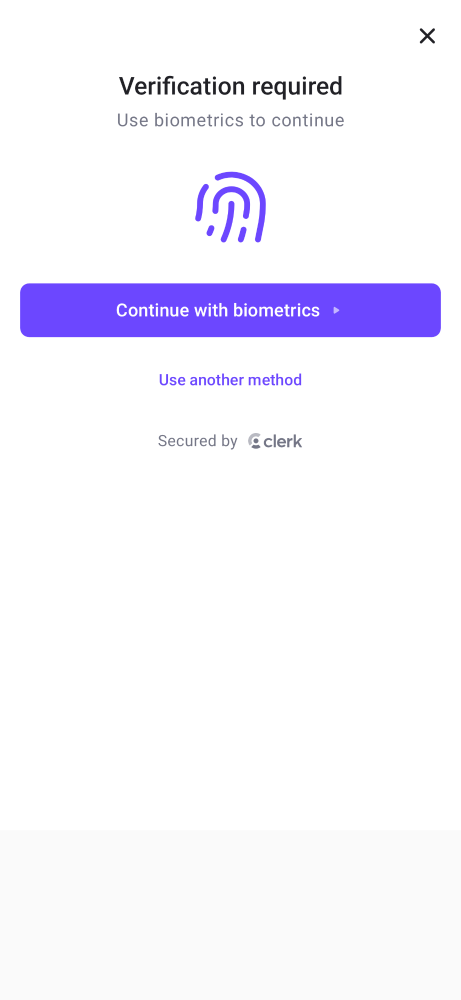 Verification required
Use biometrics to continue
Continue with biometrics
Use another method
Secured by clerk